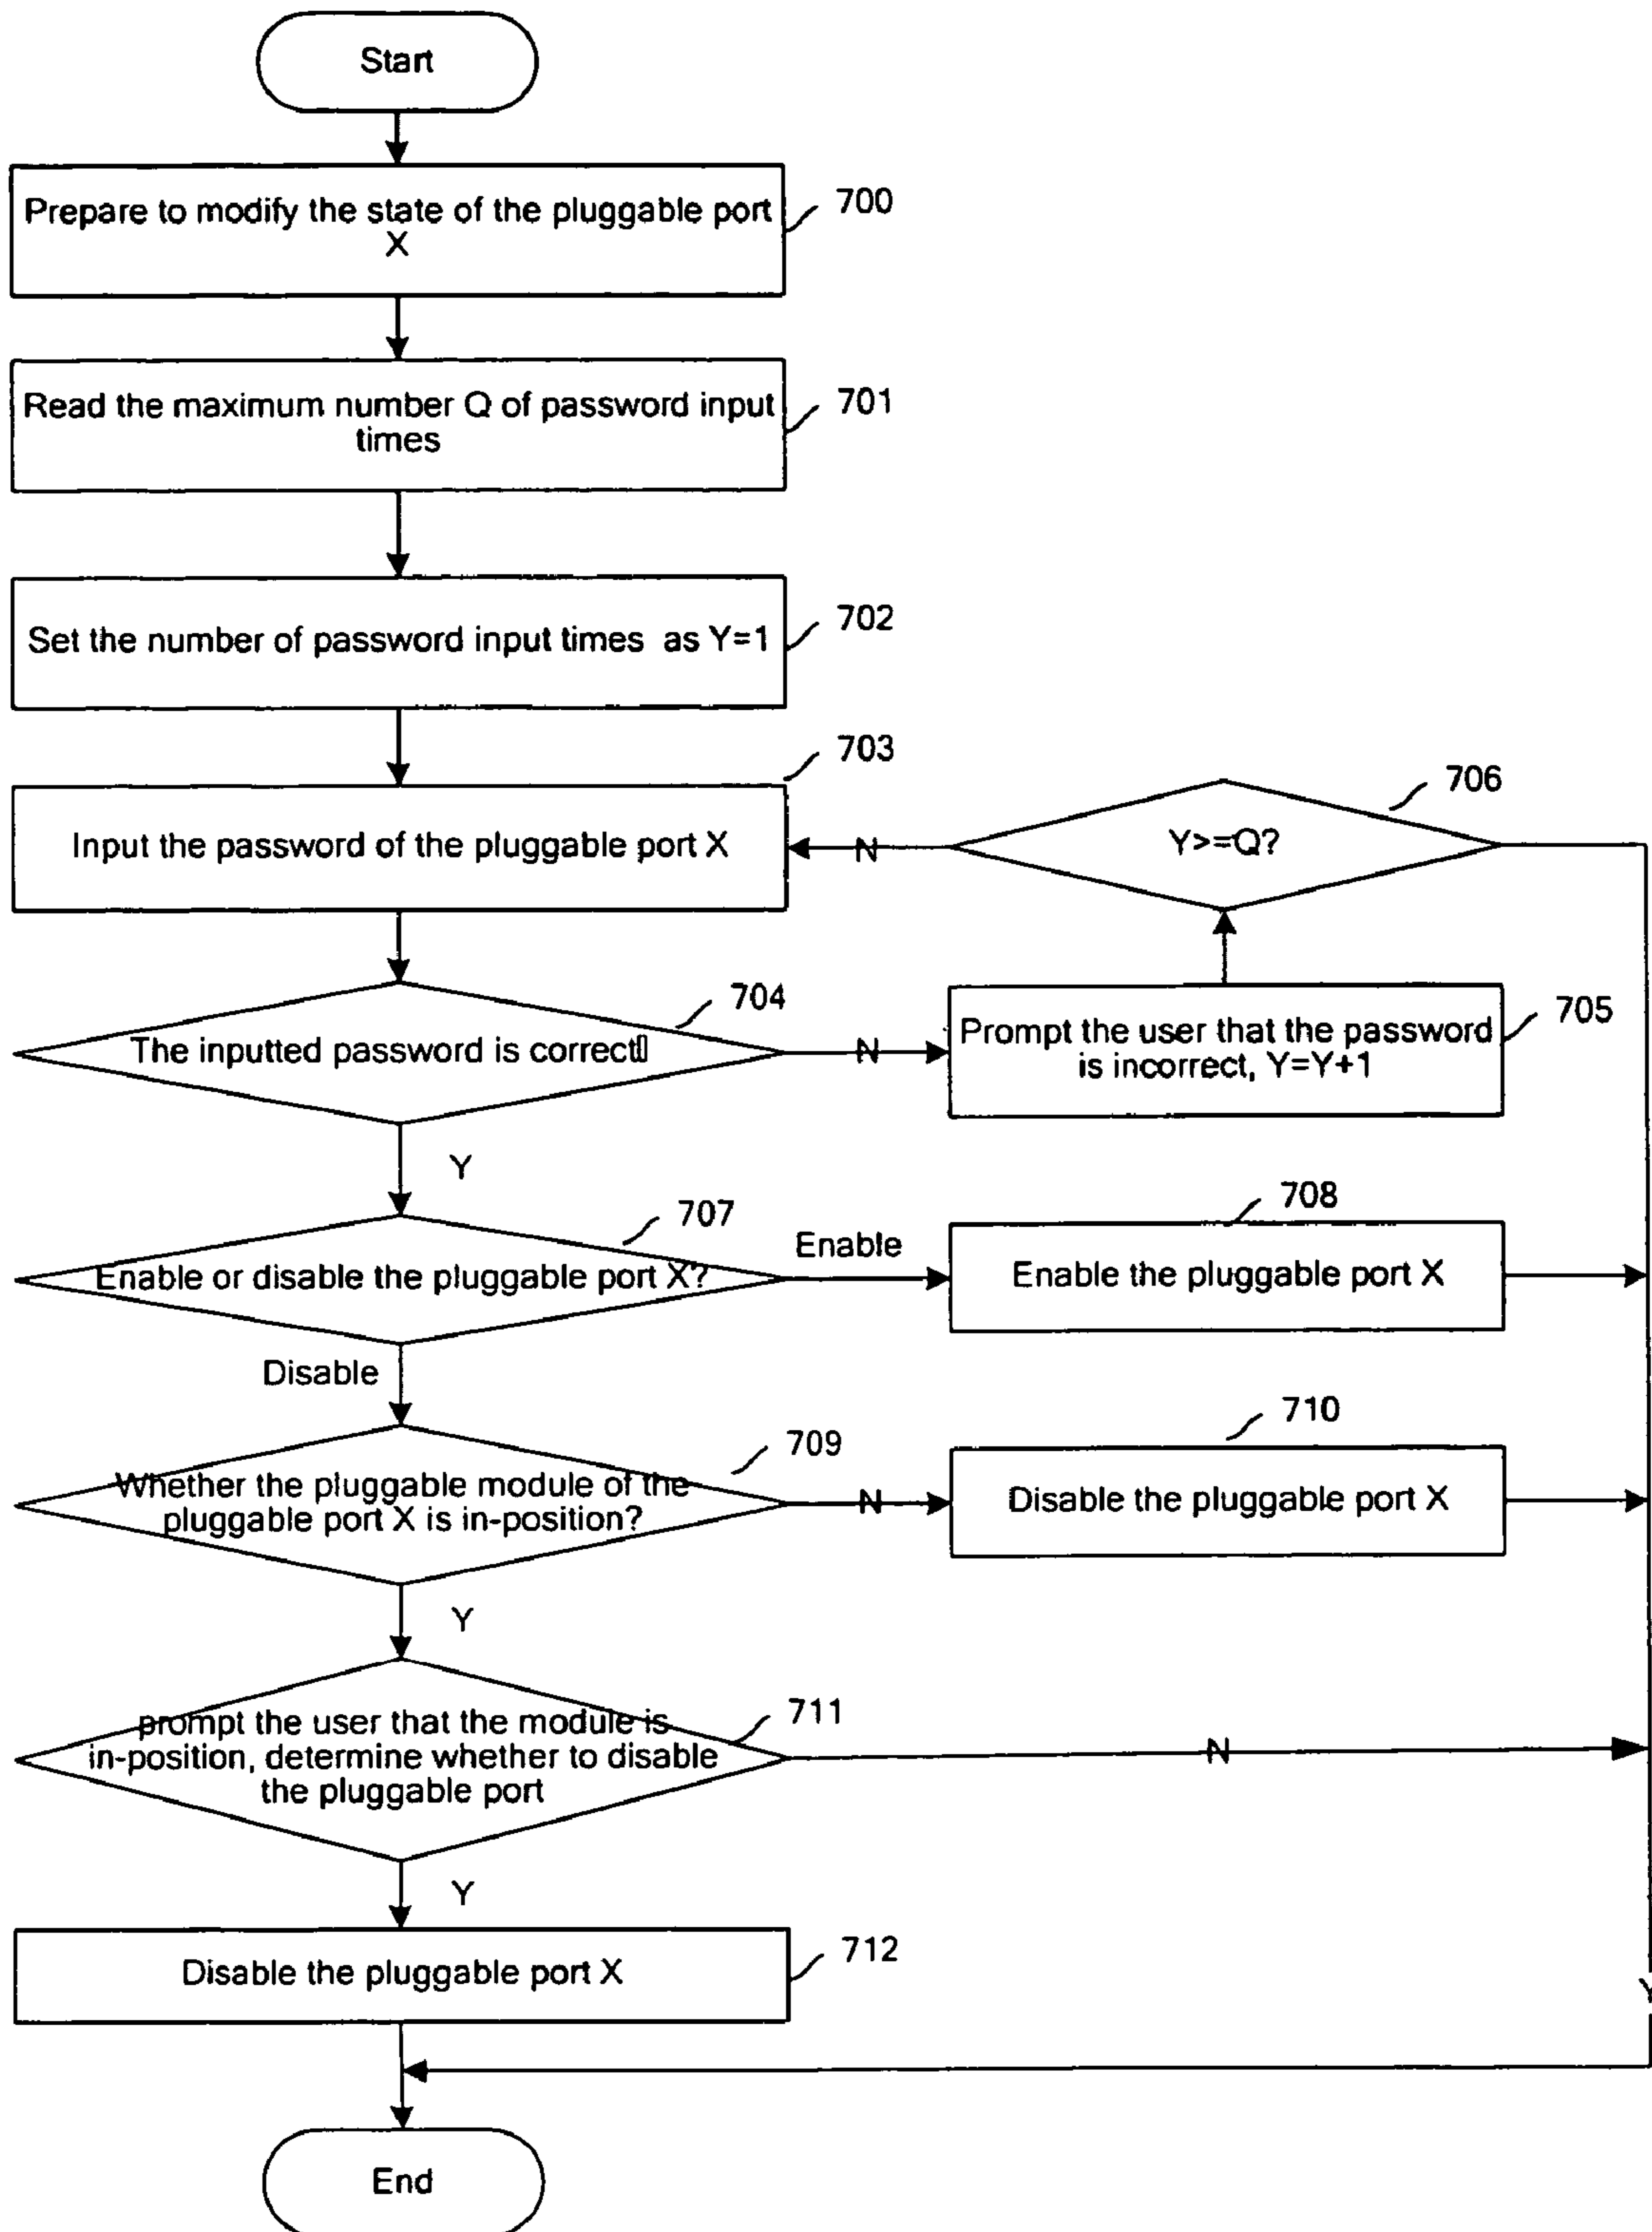 Start
Prepare to modify the state of the pluggable port
X
700
Read the maximum number Q of password input
times
701
Set the number of password input times as Y=1
702
703
Input the password of the pluggable port X
N
Y>=Q?
706
704
The inputted password is correct
N
Prompt the user that the password
is incorrect, Y=Y+1
705
Y
707
Enable or disable the pluggable port X?
Enable
708
Enable the pluggable port X
Disable
709
Whether the pluggable module of the
pluggable port X is in-position?
N
710
Disable the pluggable port X
Y
711
prompt the user that the module is
in-position, determine whether to disable
the pluggable port
N
Y
Disable the pluggable port X
712
Y
End